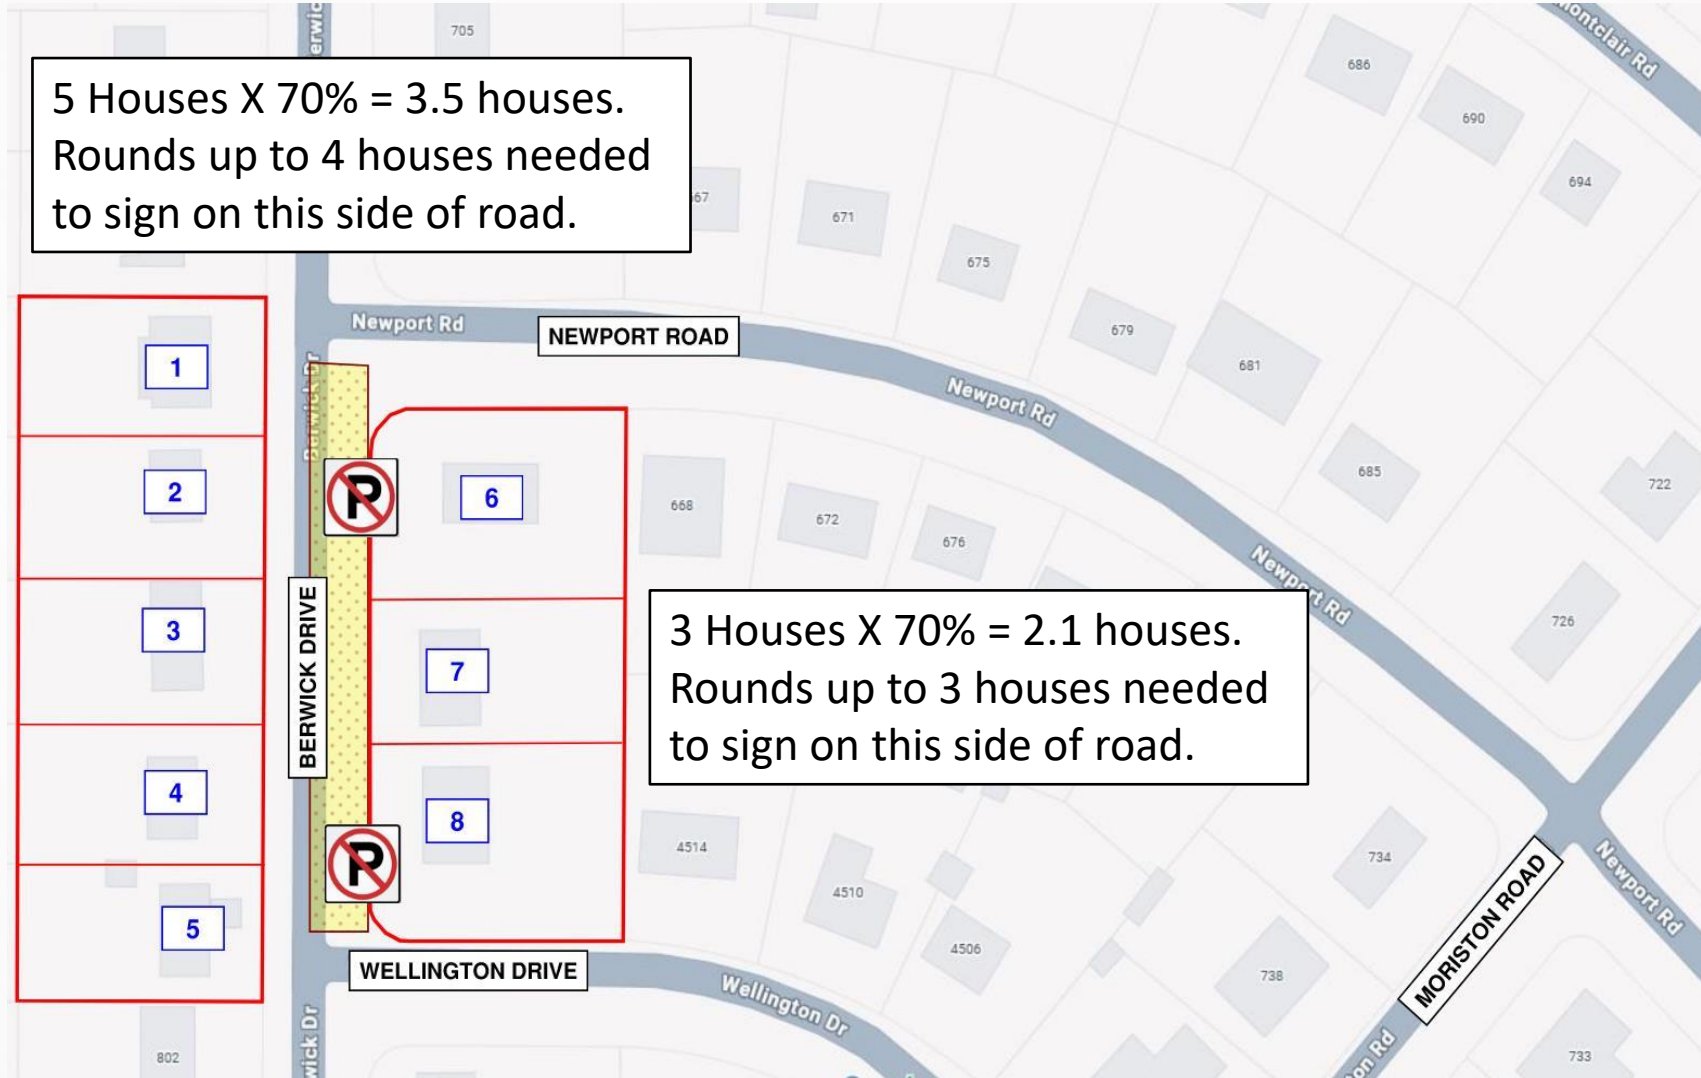 705
5 Houses X 70% = 3.5 houses.
Rounds up to 4 houses needed
to sign on this side of road.
Montclair Rd
686
690
694
67
671
675
679
681
685
722
726
Newport Rd
NEWPORT ROAD
Newport Rd
Newport Rd
Berwick Dr
1
2
3
4
5
P
6
668
672
676
BERWICK DRIVE
7
8
3 Houses X 70% = 2.1 houses.
Rounds up to 3 houses needed
to sign on this side of road.
P
4514
4510
4506
734
738
733
MORISTON ROAD
Newport Rd
WELLINGTON DRIVE
Wellington Dr
wick Dr
802
on Rd